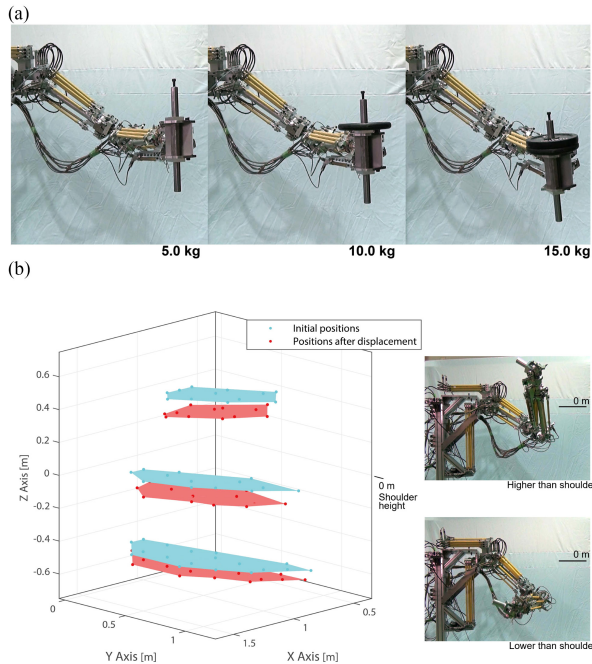 (a)
5.0 kg
10.0 kg
15.0 kg
(b)
Initial positions
Positions after displacement
0.6
0.4
0.2
0
-0.2
-0.4
-0.6
Z Axis [m]
0
0.5
1
Y Axis [m]
1.5
1
0.5
X Axis [m]
0 m
Shoulder
height
0 m
Higher than shoulde
0 m
Lower than shoulde